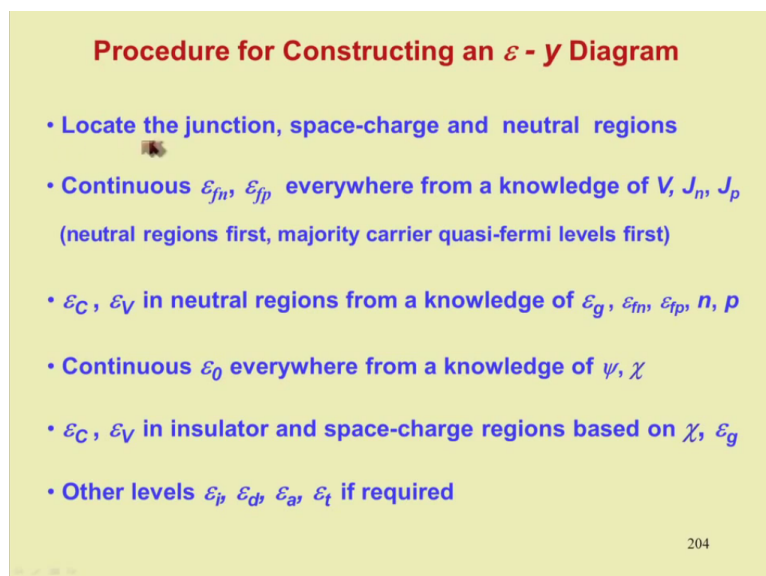 Procedure for Constructing an ε - y Diagram
• Locate the junction, space-charge and neutral regions
• Continuous εfn, εfp everywhere from a knowledge of V, Jn, Jp
(neutral regions first, majority carrier quasi-fermi levels first)
• εC , εV in neutral regions from a knowledge of εg , εfn, εfp, n, p
• Continuous ε0 everywhere from a knowledge of ψ, χ
• εC , εV in insulator and space-charge regions based on χ, εg
• Other levels εi, εd, εa, εt if required
204